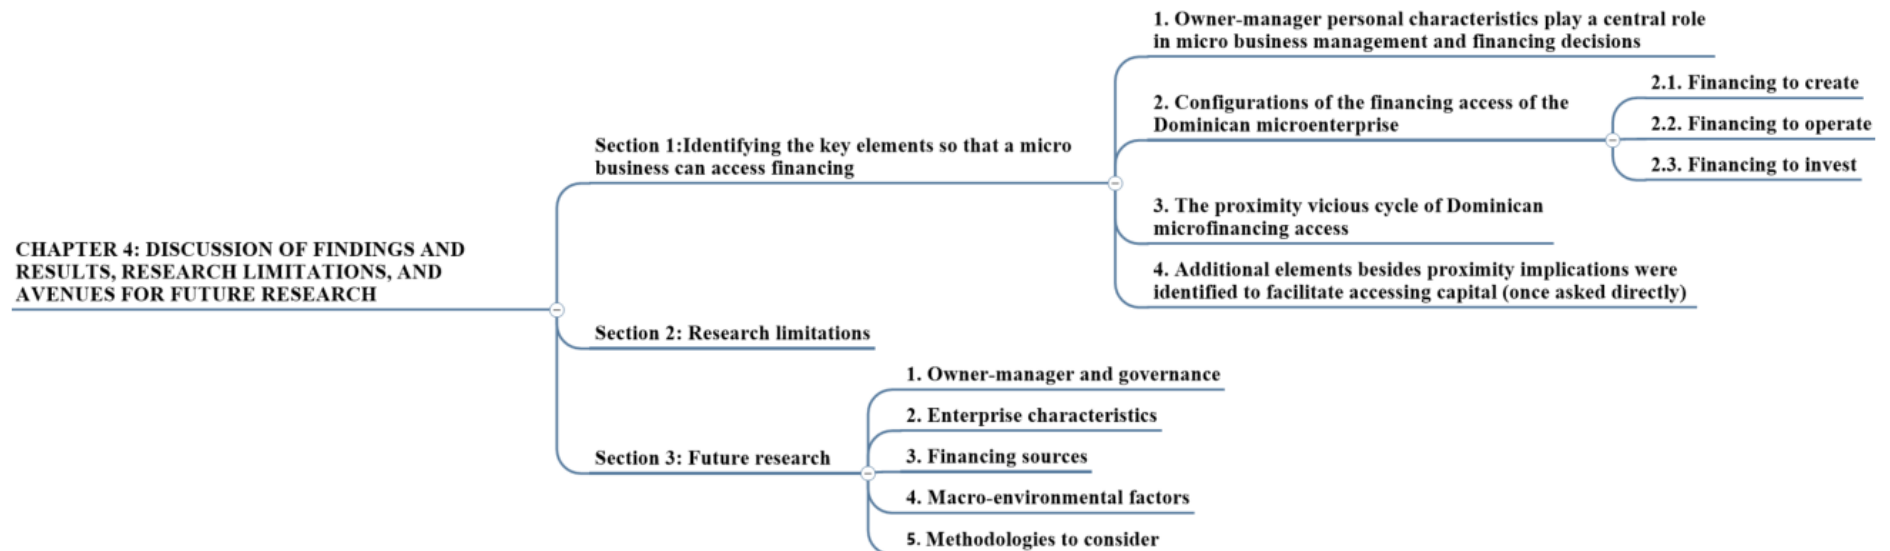 CHAPTER 4: DISCUSSION OF FINDINGS AND
RESULTS, RESEARCH LIMITATIONS, AND
AVENUES FOR FUTURE RESEARCH
Section 1:Identifying the key elements so that a micro
business can access financing
1. Owner-manager personal characteristics play a central role
in micro business management and financing decisions
2. Configurations of the financing access of the
Dominican microenterprise
2.1. Financing to create
2.2. Financing to operate
2.3. Financing to invest
3. The proximity vicious cycle of Dominican
microfinancing access
4. Additional elements besides proximity implications were
identified to facilitate accessing capital (once asked directly)
Section 2: Research limitations
Section 3: Future research
1. Owner-manager and governance
2. Enterprise characteristics
3. Financing sources
4. Macro-environmental factors
5. Methodologies to consider